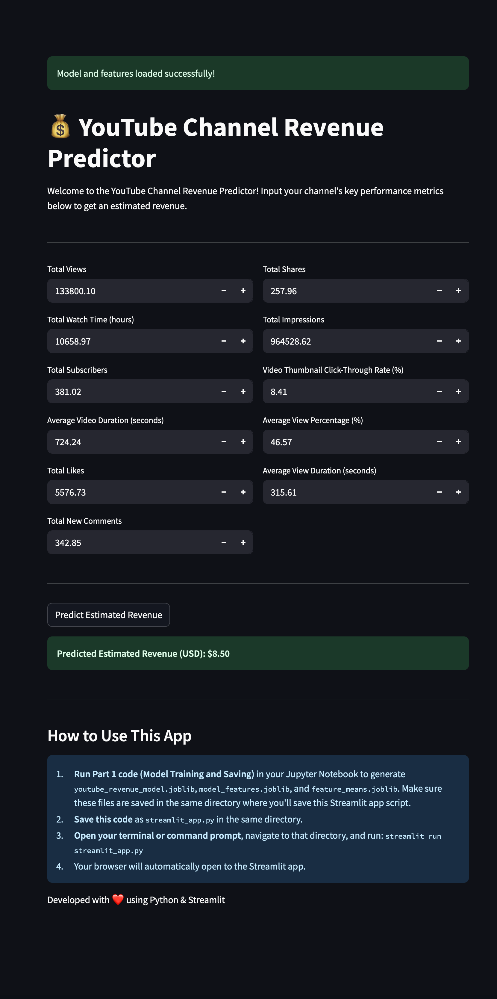 Model and features loaded successfully!
💰 YouTube Channel Revenue
Predictor
Welcome to the YouTube Channel Revenue Predictor! Input your channel's key performance metrics
below to get an estimated revenue.
Total Views
133800.10
Total Shares
257.96
Total Watch Time (hours)
10658.97
Total Impressions
964528.62
Total Subscribers
381.02
Video Thumbnail Click-Through Rate (%)
8.41
Average Video Duration (seconds)
724.24
Average View Percentage (%)
46.57
Total Likes
5576.73
Average View Duration (seconds)
315.61
Total New Comments
342.85
Predict Estimated Revenue
Predicted Estimated Revenue (USD): $8.50
How to Use This App
1. Run Part 1 code (Model Training and Saving) in your Jupyter Notebook to generate
youtube_revenue_model.joblib, model_features.joblib, and feature_means.joblib. Make sure
these files are saved in the same directory where you'll save this Streamlit app script.
2. Save this code as streamlit_app.py in the same directory.
3. Open your terminal or command prompt, navigate to that directory, and run: streamlit run
streamlit_app.py
4. Your browser will automatically open to the Streamlit app.
Developed with ❤️ using Python & Streamlit